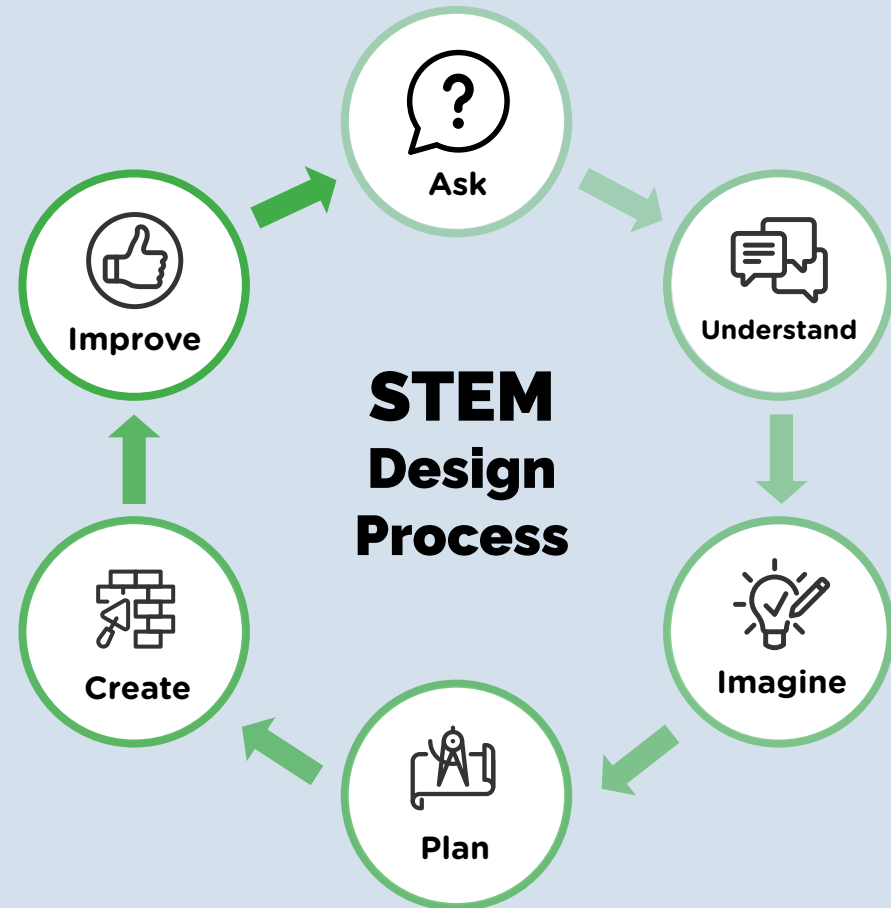 Ask
Understand
Imagine
Plan
Create
Improve
STEM
Design
Process